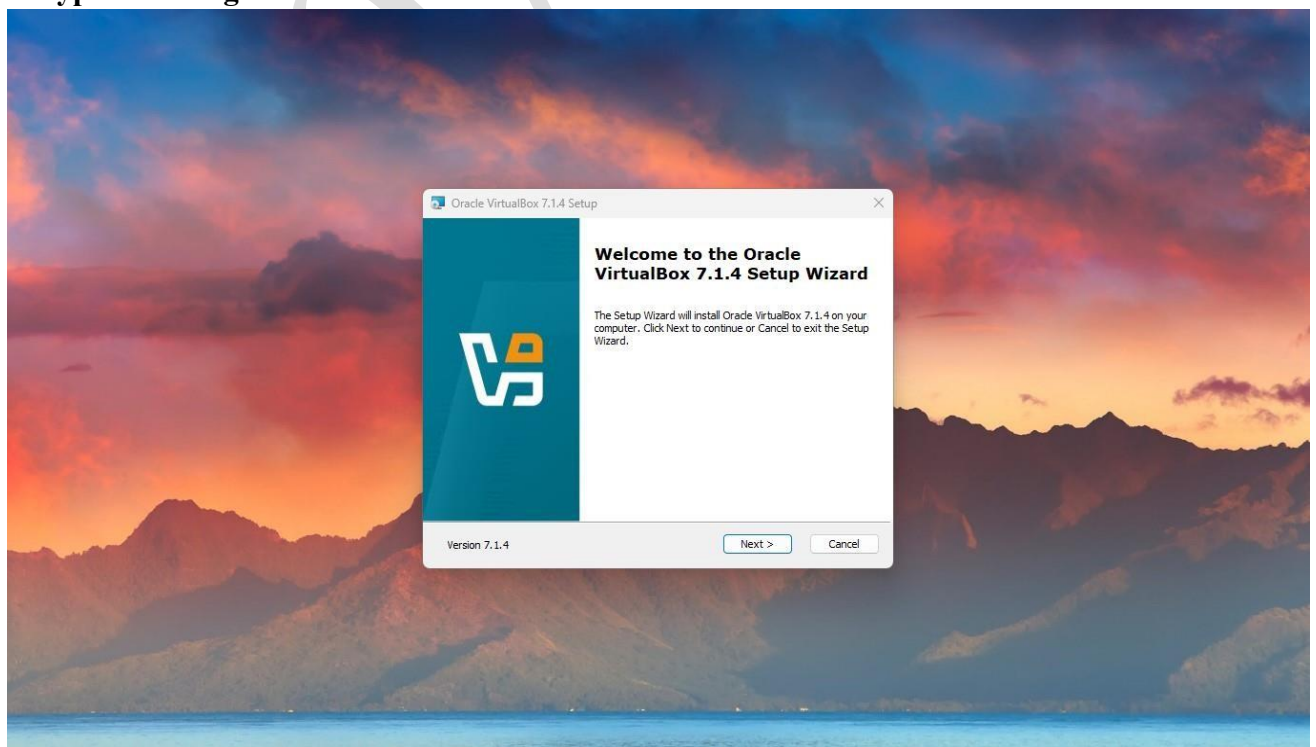 Oracle VirtualBox 7.1.4 Setup
Welcome to the Oracle
VirtualBox 7.1.4 Setup Wizard
The Setup Wizard will install Oracle VirtualBox 7.1.4 on your
computer. Click Next to continue or Cancel to exit the Setup
Wizard.
Version 7.1.4
Next >
Cancel